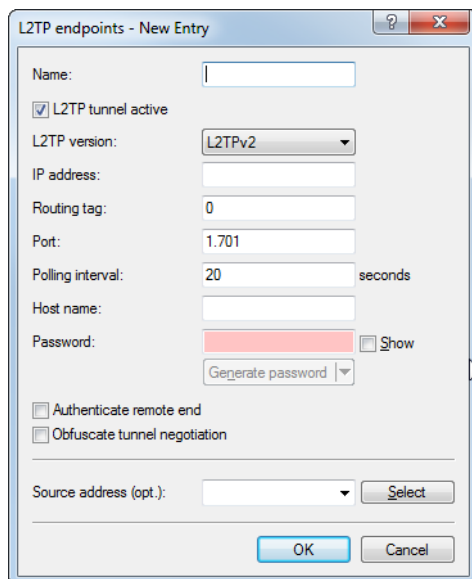 L2TP endpoints - New Entry
Name:
L2TP tunnel active
L2TP version: L2TPv2
IP address:
Routing tag: 0
Port: 1.701
Polling interval: 20 seconds
Host name:
Password: Show
Generate password
Authenticate remote end
Obfuscate tunnel negotiation
Source address (opt.): Select
OK Cancel